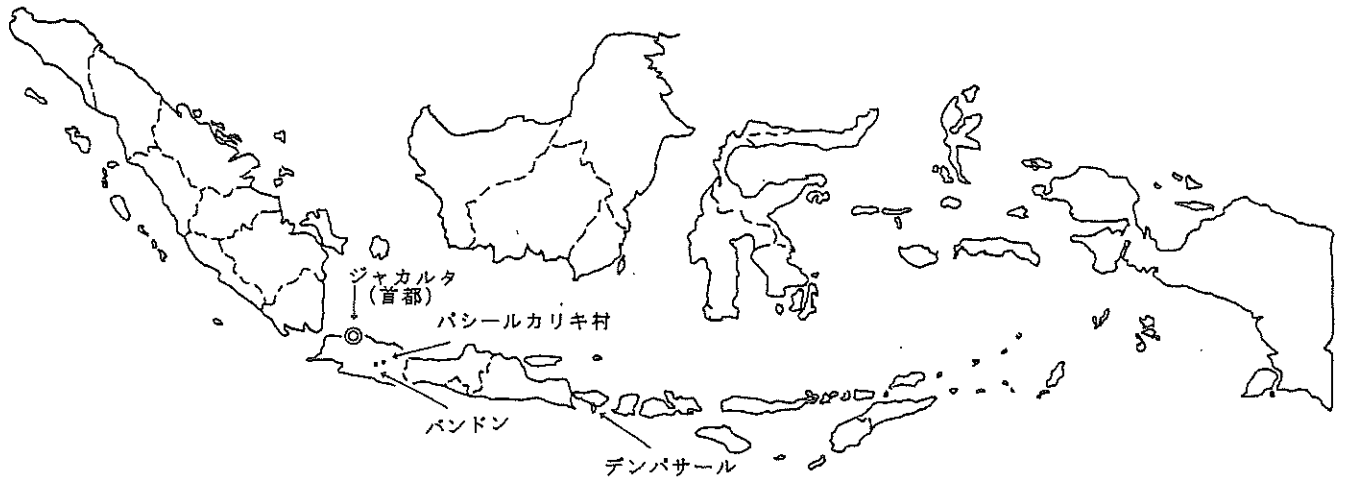 ジャカルタ
(首都)
パシールカリキ村
バンドン
デンパサール